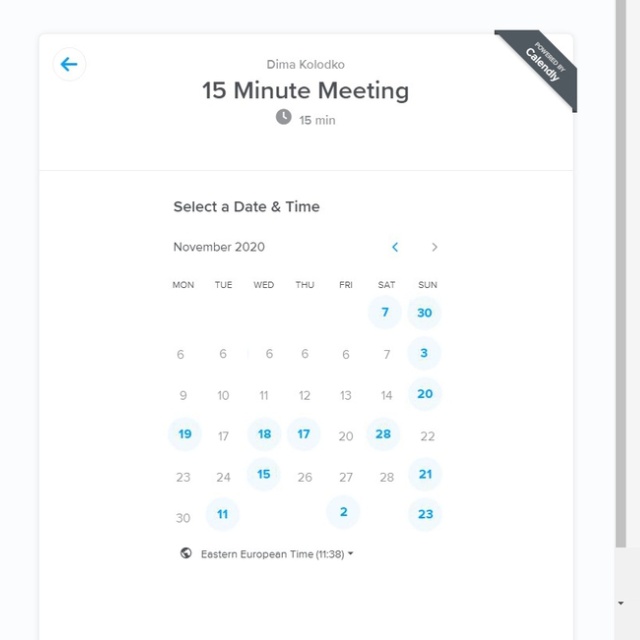 POWERED BY
Calendly
Dima Kolodko
15 Minute Meeting
15 min
Select a Date & Time
November 2020
MON TUE WED THU FRI SAT SUN
7 30
6 6 6 6 6 7 3
9 10 11 12 13 14 20
19 17 18 17 20 28 22
23 24 15 26 27 28 21
30 11 2 23
Eastern European Time (11:38)